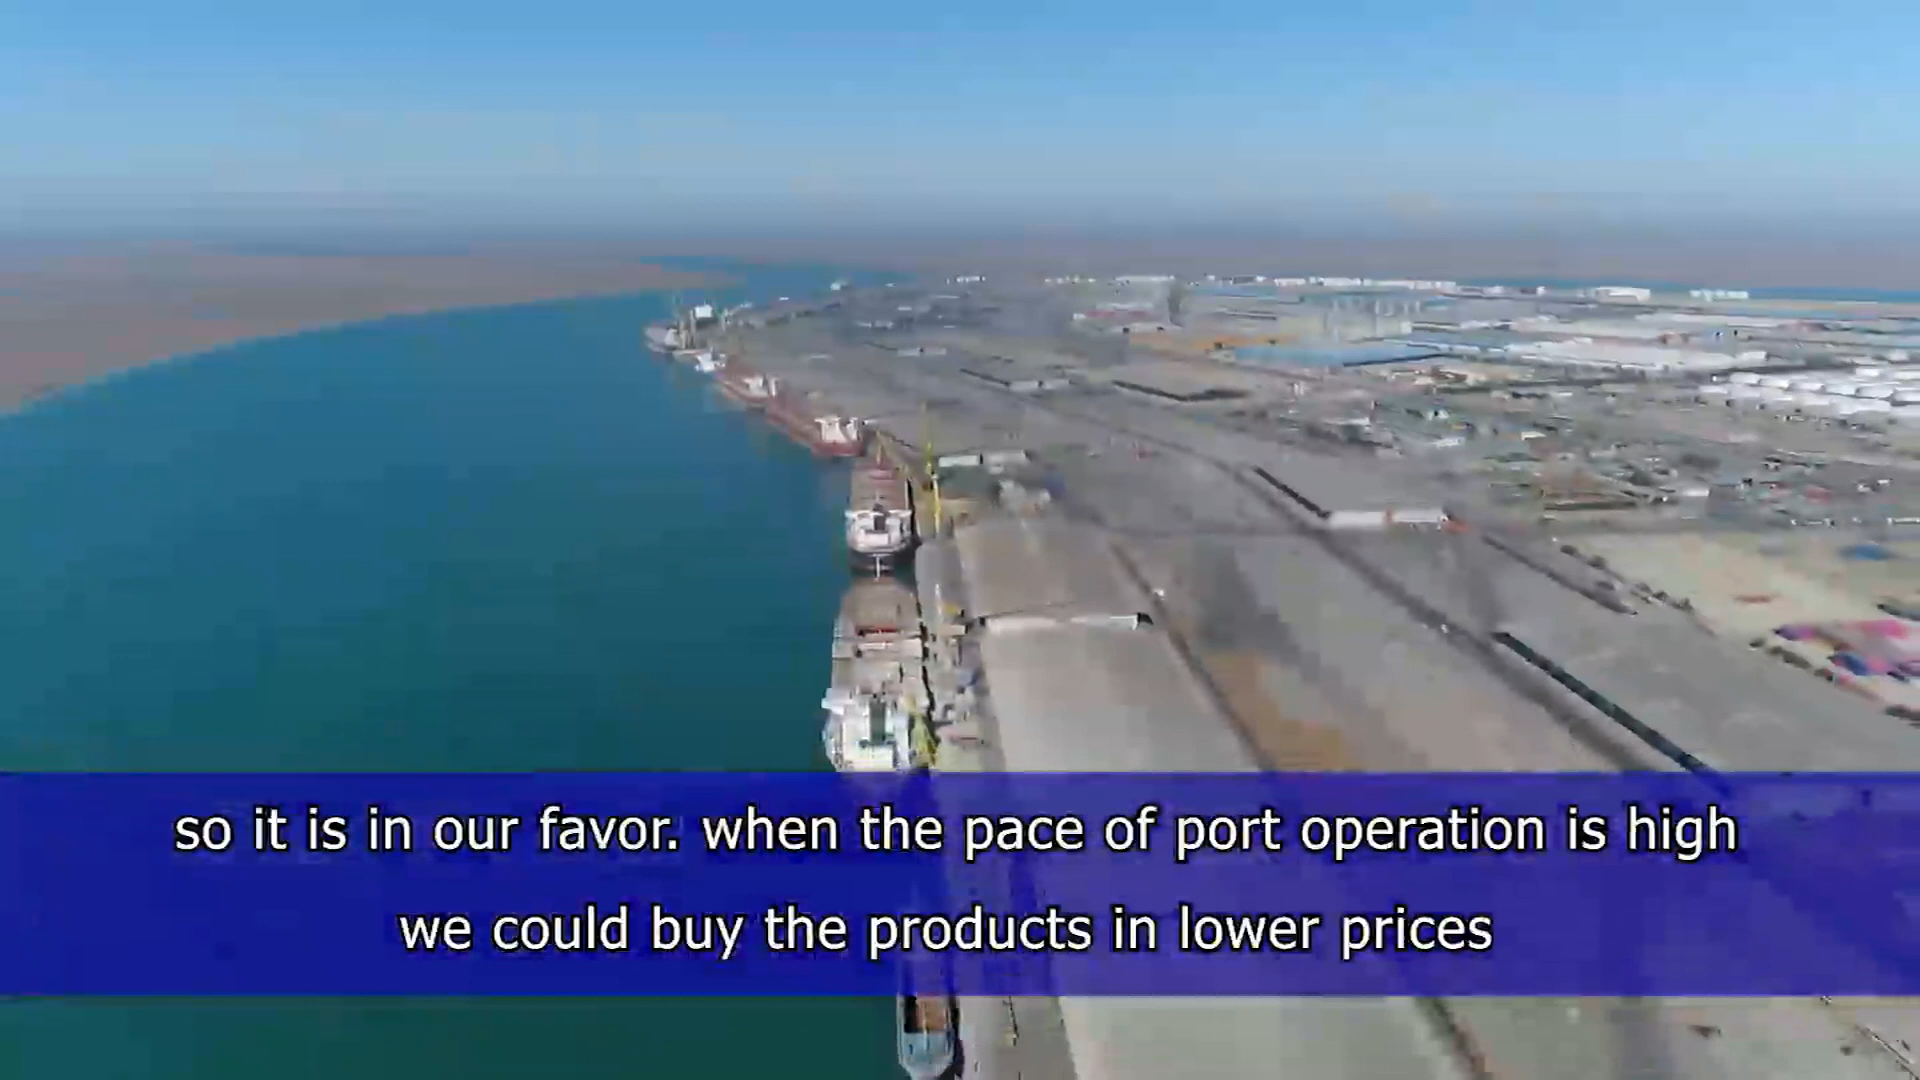 so it is in our favor. when the pace of port operation is high
we could buy the products in lower prices